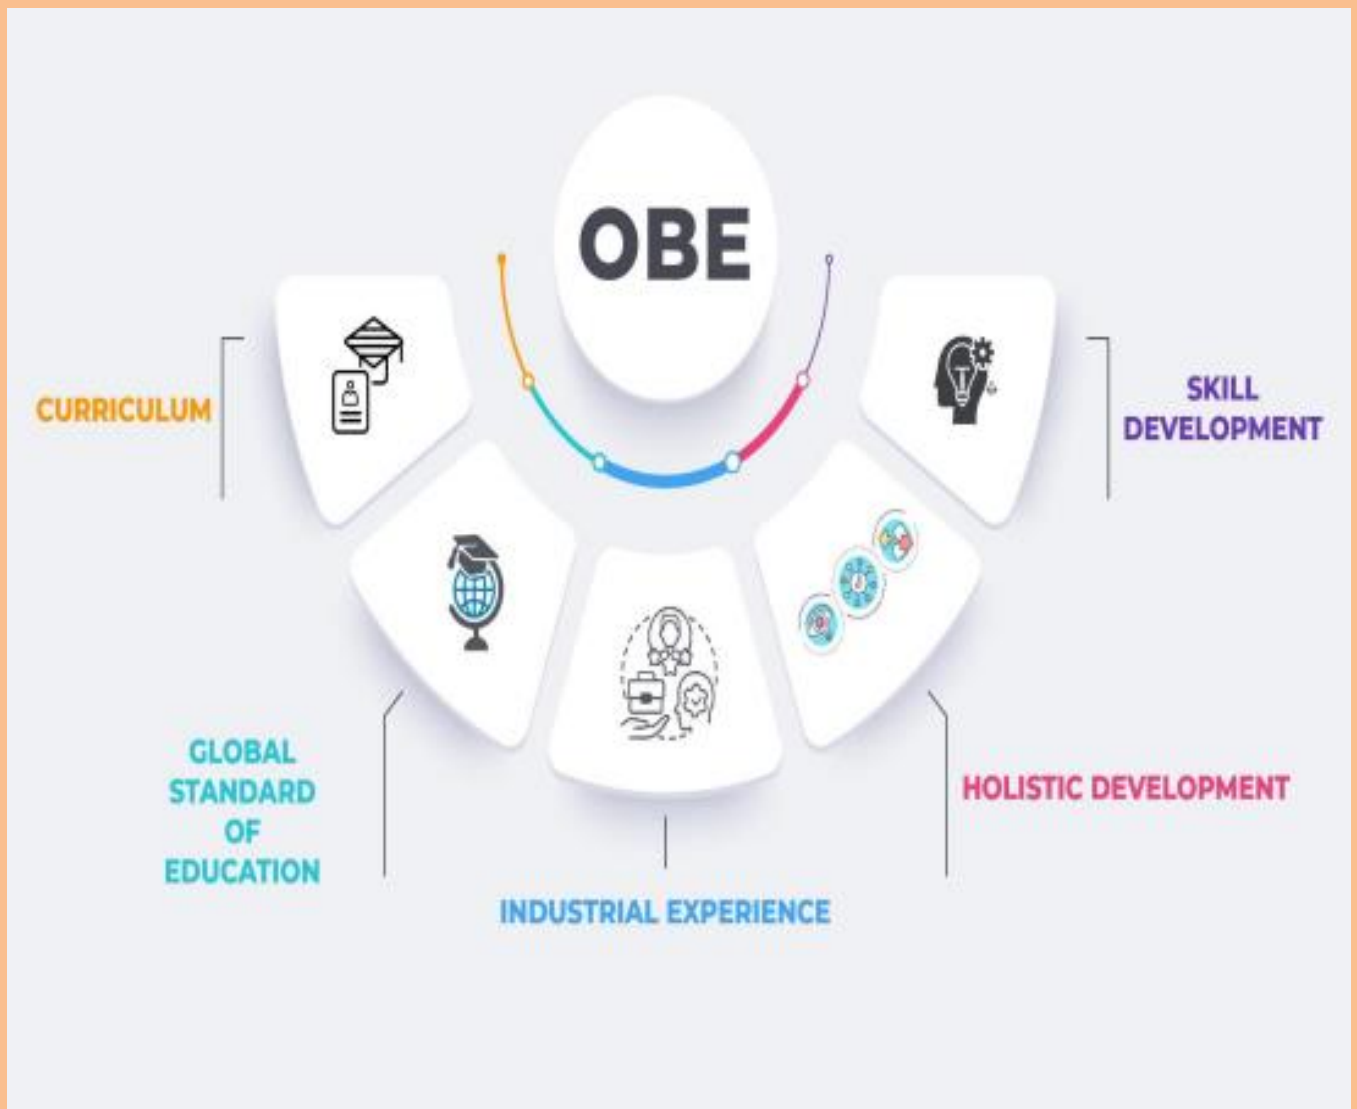 OBE
CURRICULUM
GLOBAL
STANDARD
OF
EDUCATION
INDUSTRIAL EXPERIENCE
HOLISTIC DEVELOPMENT
SKILL
DEVELOPMENT